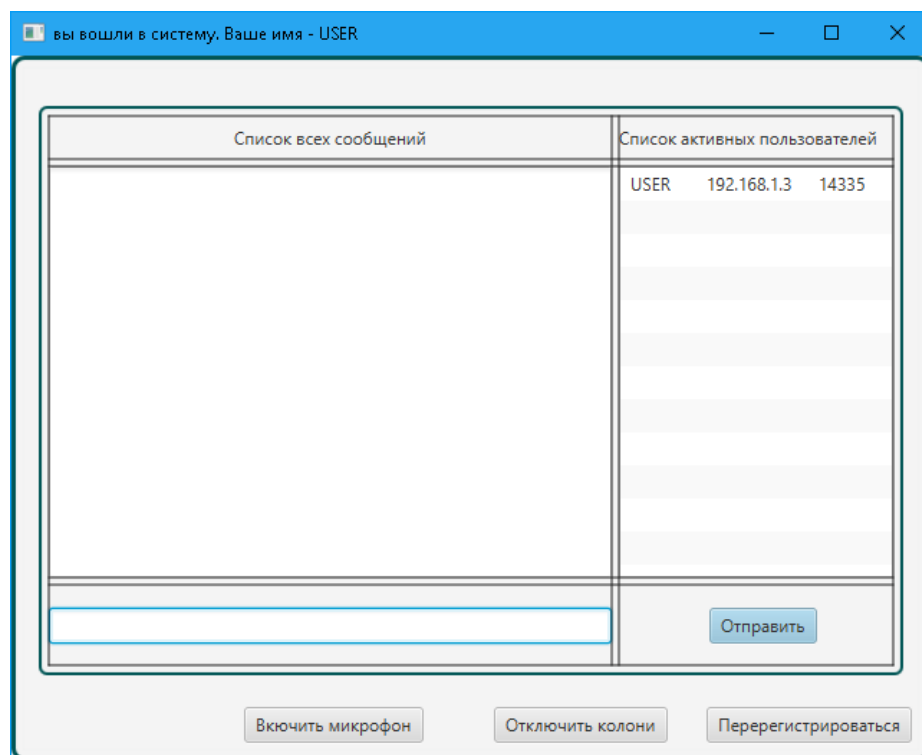 вы вошли в систему. Ваше имя - USER
Список всех сообщений
Список активных пользователей
USER 192.168.1.3 14335
Отправить
Вкючить микрофон
Отключить колони
Перерегистрироваться